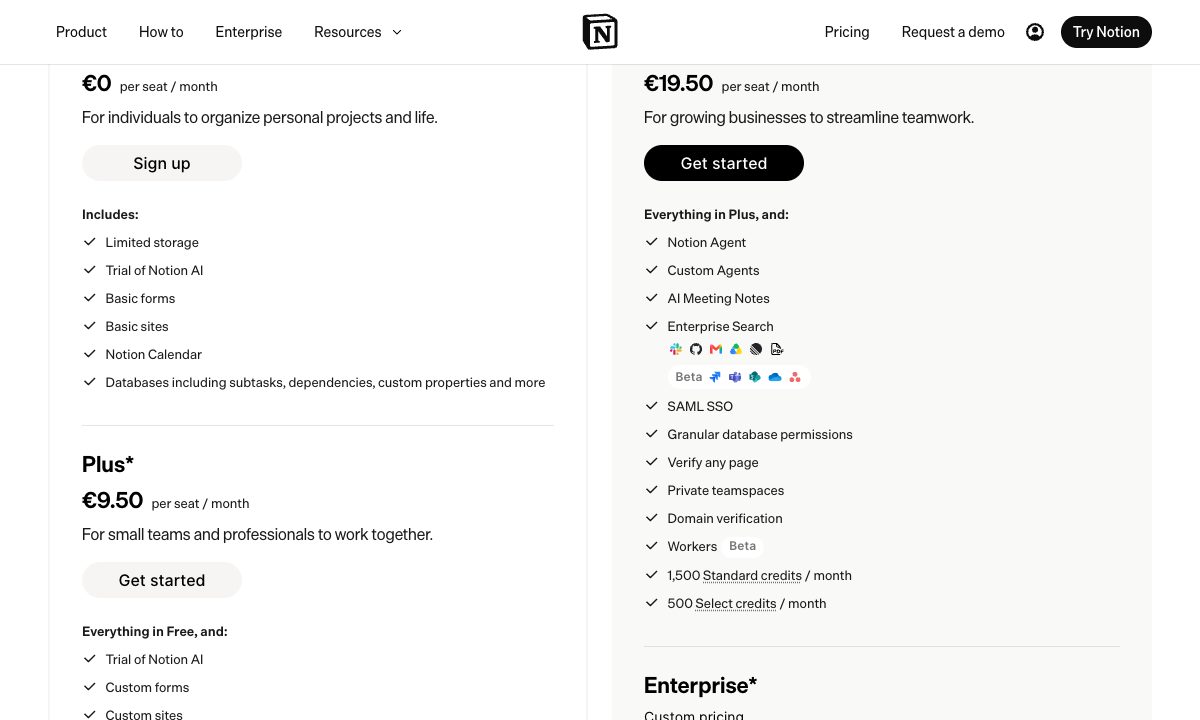 Product
How to
Enterprise
Resources
N
Pricing
Request a demo
Try Notion
€0 per seat / month
For individuals to organize personal projects and life.
Sign up
Includes:
Limited storage
Trial of Notion AI
Basic forms
Basic sites
Notion Calendar
Databases including subtasks, dependencies, custom properties and more
Plus*
€9.50 per seat / month
For small teams and professionals to work together.
Get started
Everything in Free, and:
Trial of Notion AI
Custom forms
Custom sites
€19.50 per seat / month
For growing businesses to streamline teamwork.
Get started
Everything in Plus, and:
Notion Agent
Custom Agents
AI Meeting Notes
Enterprise Search
PDF
Beta
SAML SSO
Granular database permissions
Verify any page
Private teamspaces
Domain verification
Workers Beta
1,500 Standard credits / month
500 Select credits / month
Enterprise*
Custom pricing